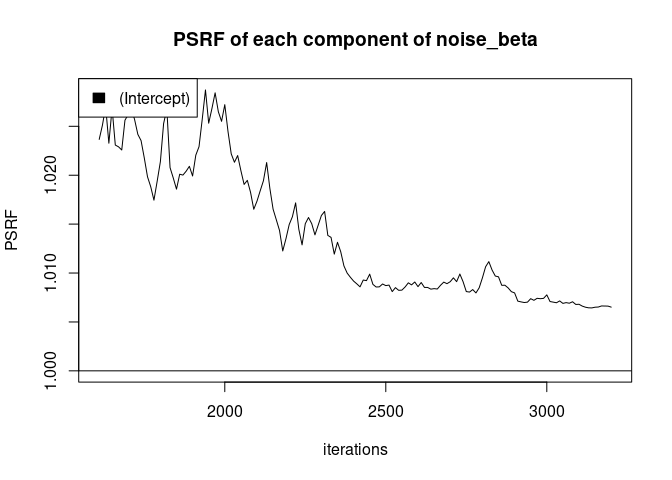 PSRF of each component of noise_beta
(Intercept)
1.020
1.010
1.000
PSRF
2000 2500 3000
iterations